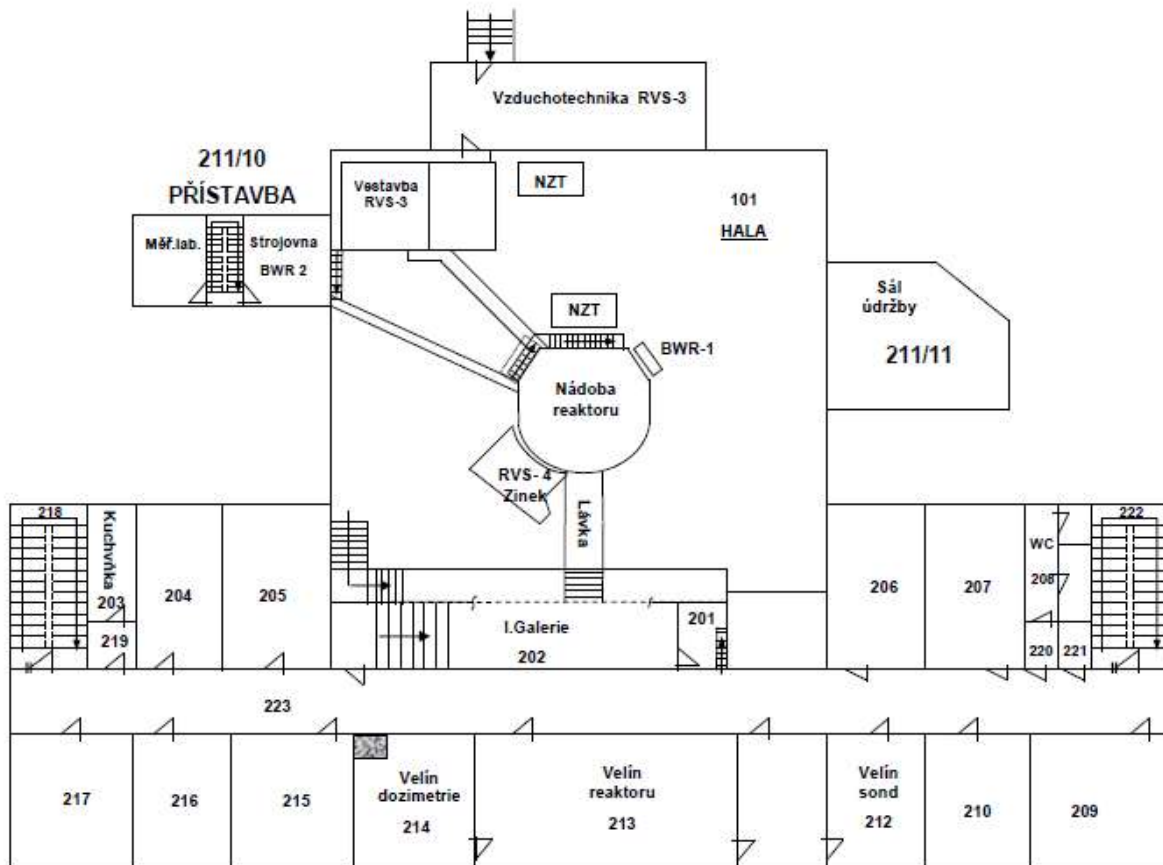 Vzduchotechnika RVS-3
211/10
PŘÍSTAVBA
Vestavba
RVS-3
NZT
101
HALA
Měř.lab.
Strojovna
BWR 2
Sál
údržby
211/11
NZT
BWR-1
Nádoba
reaktoru
RVS- 4
Zinek
Lávka
218
Kuchvňka
203
204
205
219
I.Galerie
202
201
206
207
WC
208
220
221
222
223
217
216
215
Velín
dozimetrie
214
Velín
reaktoru
213
Velín
sond
212
210
209